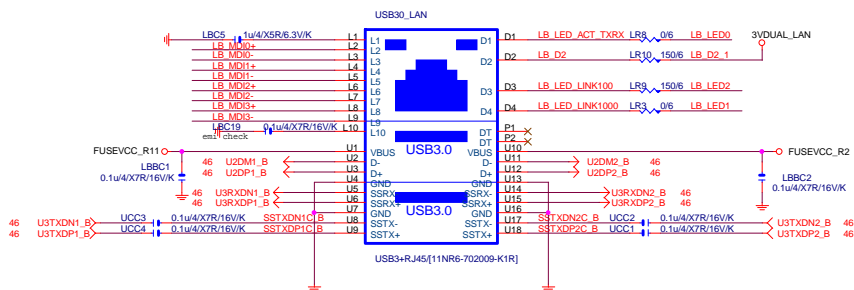 USB30_LAN
LBC5 1u/4/X5R/6.3V/K L1 L1 D1 D1 LB_LED_ACT_TXRX LR8 0/6 LB_LED0 3VDUAL_LAN
LB_MDI0+ L2 L2
LB_MDI0- L3 L3 D2 D2 LB_D2 LR10 150/6 LB_D2_1
LB_MDI1+ L4 L4
LB_MDI1- L5 L5
LB_MDI2+ L6 L6 D3 D3 LB_LED_LINK100 LR9 150/6 LB_LED2
LB_MDI2- L7 L7
LB_MDI3+ L8 L8 D4 D4 LB_LED_LINK1000 LR3 0/6 LB_LED1
LB_MDI3- L9 L9
LBC19 0.1u/4/X7R/16V/K L10 L10 DT P1
emi check DT P2
FUSEVCC_R11 U1 VBUS USB3.0 VBUS U10 FUSEVCC_R2
46 U2DM1_B U2 D- D- U11 U2DM2_B 46
LBBC1 U2DP1_B U3 D+ D+ U12 U2DP2_B 46 LBBC2
0.1u/4/X7R/16V/K U4 GND GND U13 0.1u/4/X7R/16V/K
46 U3RXDN1_B U5 SSRX- SSRX- U14 U3RXDN2_B 46
46 U3RXDP1_B U6 SSRX+ SSRX+ U15 U3RXDP2_B 46
U7 GND USB3.0 GND U16
46 U3TXDN1_B UCC3 0.1u/4/X7R/16V/K SSTXDN1C_B U8 SSTX- SSTX- U17 SSTXDN2C_B UCC2 0.1u/4/X7R/16V/K U3TXDN2_B 46
46 U3TXDP1_B UCC4 0.1u/4/X7R/16V/K SSTXDP1C_B U9 SSTX+ SSTX+ U18 SSTXDP2C_B UCC1 0.1u/4/X7R/16V/K U3TXDP2_B 46
USB3+RJ45/[11NR6-702009-K1R]